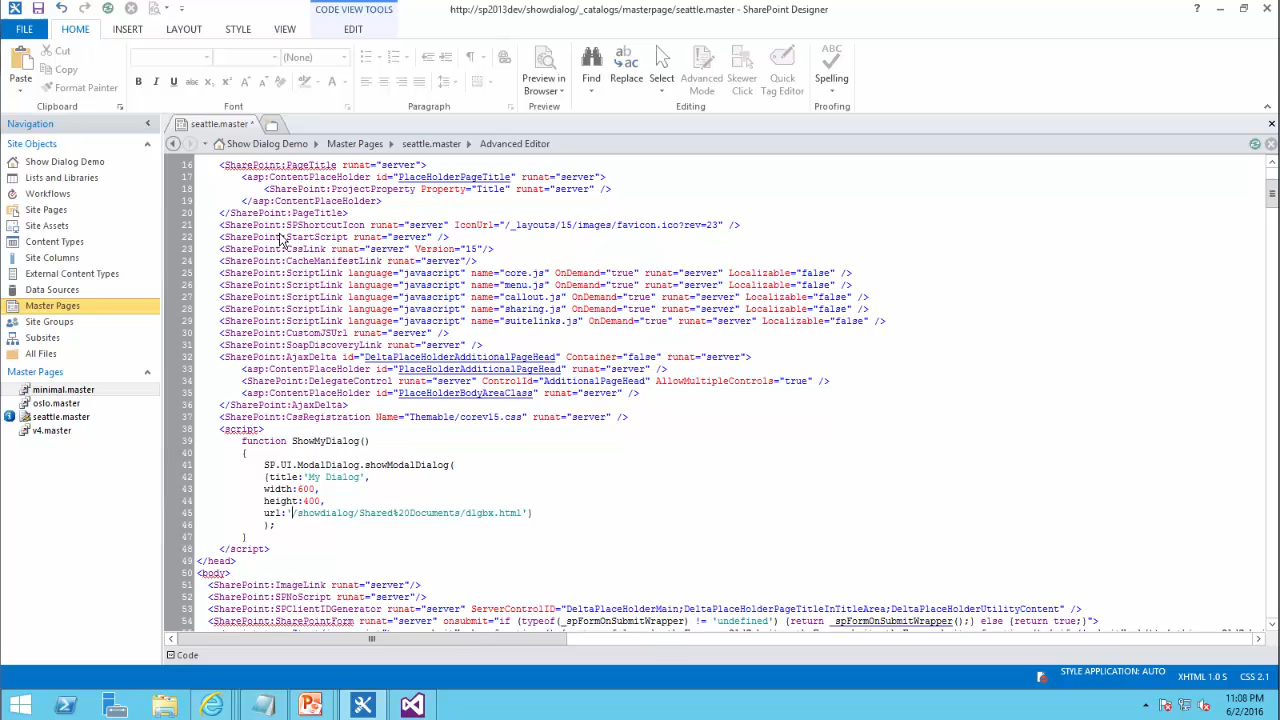 CODE VIEW TOOLS
http://sp2013dev/showdialog/_catalogs/masterpage/seattle.master - SharePoint Designer
FILE HOME INSERT LAYOUT STYLE VIEW EDIT
Paste
Cut
Copy
Format Painter
Clipboard
(None)
B I U abc
Font
Paragraph
Preview in Browser
Preview
Find
Replace
Select
Advanced Mode
Skewer Click
Quick Tag Editor
Editing
ABC
Spelling
Proofing
Navigation
Site Objects
Show Dialog Demo
Lists and Libraries
Workflows
Site Pages
Site Assets
Content Types
Site Columns
External Content Types
Data Sources
Master Pages
Site Groups
Subsites
All Files
Master Pages
minimal.master
oslo.master
seattle.master
v4.master
seattle.master *
Show Dialog Demo Master Pages seattle.master Advanced Editor
16 <SharePoint:PageTitle runat="server">
17 <asp:ContentPlaceHolder id="PlaceHolderPageTitle" runat="server">
18 <SharePoint:ProjectProperty Property="Title" runat="server" />
19 </asp:ContentPlaceHolder>
20 </SharePoint:PageTitle>
21 <SharePoint:SPShortcutIcon runat="server" IconUrl="/_layouts/15/images/favicon.ico?rev=23" />
22 <SharePoint:StartScript runat="server" />
23 <SharePoint:CssLink runat="server" Version="15"/>
24 <SharePoint:CacheManifestLink runat="server"/>
25 <SharePoint:ScriptLink language="javascript" name="core.js" OnDemand="true" runat="server" Localizable="false" />
26 <SharePoint:ScriptLink language="javascript" name="menu.js" OnDemand="true" runat="server" Localizable="false" />
27 <SharePoint:ScriptLink language="javascript" name="callout.js" OnDemand="true" runat="server" Localizable="false" />
28 <SharePoint:ScriptLink language="javascript" name="sharing.js" OnDemand="true" runat="server" Localizable="false" />
29 <SharePoint:ScriptLink language="javascript" name="suitelinks.js" OnDemand="true" runat="server" Localizable="false" />
30 <SharePoint:CustomJSUrl runat="server" />
31 <SharePoint:SoapDiscoveryLink runat="server" />
32 <SharePoint:AjaxDelta id="DeltaPlaceHolderAdditionalPageHead" Container="false" runat="server">
33 <asp:ContentPlaceHolder id="PlaceHolderAdditionalPageHead" runat="server" />
34 <SharePoint:DelegateControl runat="server" ControlId="AdditionalPageHead" AllowMultipleControls="true" />
35 <asp:ContentPlaceHolder id="PlaceHolderBodyAreaClass" runat="server" />
36 </SharePoint:AjaxDelta>
37 <SharePoint:CssRegistration Name="Themable/corev15.css" runat="server" />
38 <script>
39 function ShowMyDialog()
40 {
41 SP.UI.ModalDialog.showModalDialog(
42 {title:'My Dialog',
43 width:600,
44 height:400,
45 url:'/showdialog/Shared%20Documents/dlgbx.html'}
46 );
47 }
48 </script>
49 </head>
50 <body>
51 <SharePoint:ImageLink runat="server"/>
52 <SharePoint:SPNoScript runat="server"/>
53 <SharePoint:SPClientIDGenerator runat="server" ServerControlID="DeltaPlaceHolderMain;DeltaPlaceHolderPageTitleInTitleArea;DeltaPlaceHolderUtilityContent" />
54 <SharePoint:SharePointForm runat="server" onsubmit="if (typeof(_spFormOnSubmitWrapper) != 'undefined') {return _spFormOnSubmitWrapper();} else {return true;}">
Code
STYLE APPLICATION: AUTO XHTML 1.0 S CSS 2.1
11:08 PM
6/2/2016